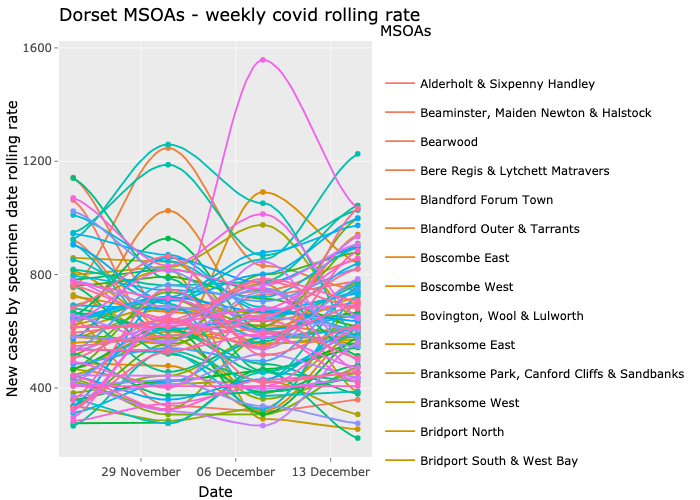 Dorset MSOAs - weekly covid rolling rate
MSOAs
1600
1200
800
400
New cases by specimen date rolling rate
29 November
06 December
13 December
Date
Alderholt & Sixpenny Handley
Beaminster, Maiden Newton & Halstock
Bearwood
Bere Regis & Lytchett Matravers
Blandford Forum Town
Blandford Outer & Tarrants
Boscombe East
Boscombe West
Bovington, Wool & Lulworth
Branksome East
Branksome Park, Canford Cliffs & Sandbanks
Branksome West
Bridport North
Bridport South & West Bay